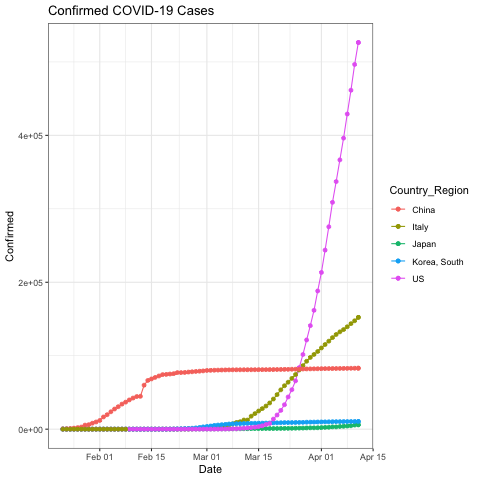 Confirmed COVID-19 Cases
4e+05
2e+05
0e+00
Confirmed
Feb 01
Feb 15
Mar 01
Mar 15
Apr 01
Apr 15
Date
Country_Region
China
Italy
Japan
Korea, South
US